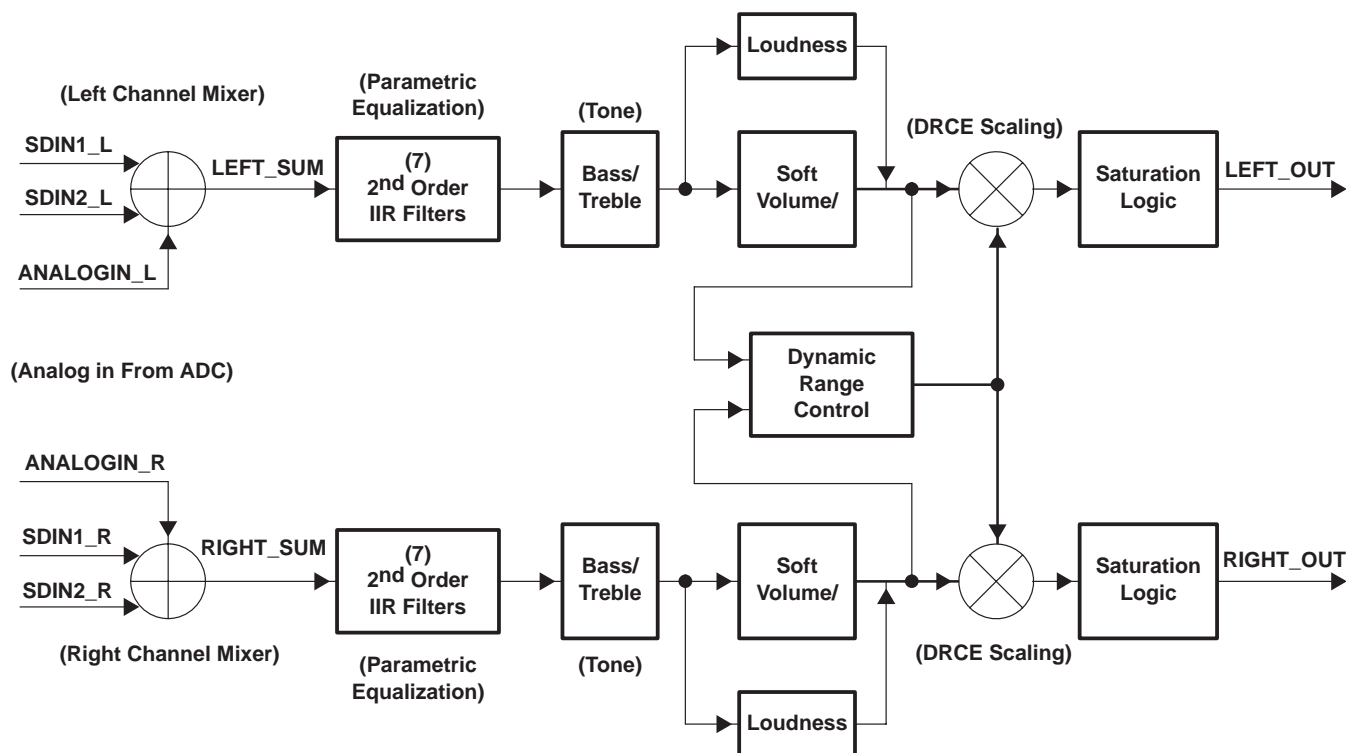 Loudness
(Parametric
Equalization)
(Left Channel Mixer)
(Tone)
(DRCE Scaling)
SDIN1_L
SDIN2_L
ANALOGIN_L
LEFT_SUM
(7)
2nd Order
IIR Filters
Bass/
Treble
Soft
Volume/
Saturation
Logic
LEFT_OUT
(Analog in From ADC)
Dynamic
Range
Control
ANALOGIN_R
SDIN1_R
SDIN2_R
RIGHT_SUM
(7)
2nd Order
IIR Filters
Bass/
Treble
Soft
Volume/
Saturation
Logic
RIGHT_OUT
(Right Channel Mixer)
(Parametric
Equalization)
(Tone)
(DRCE Scaling)
Loudness